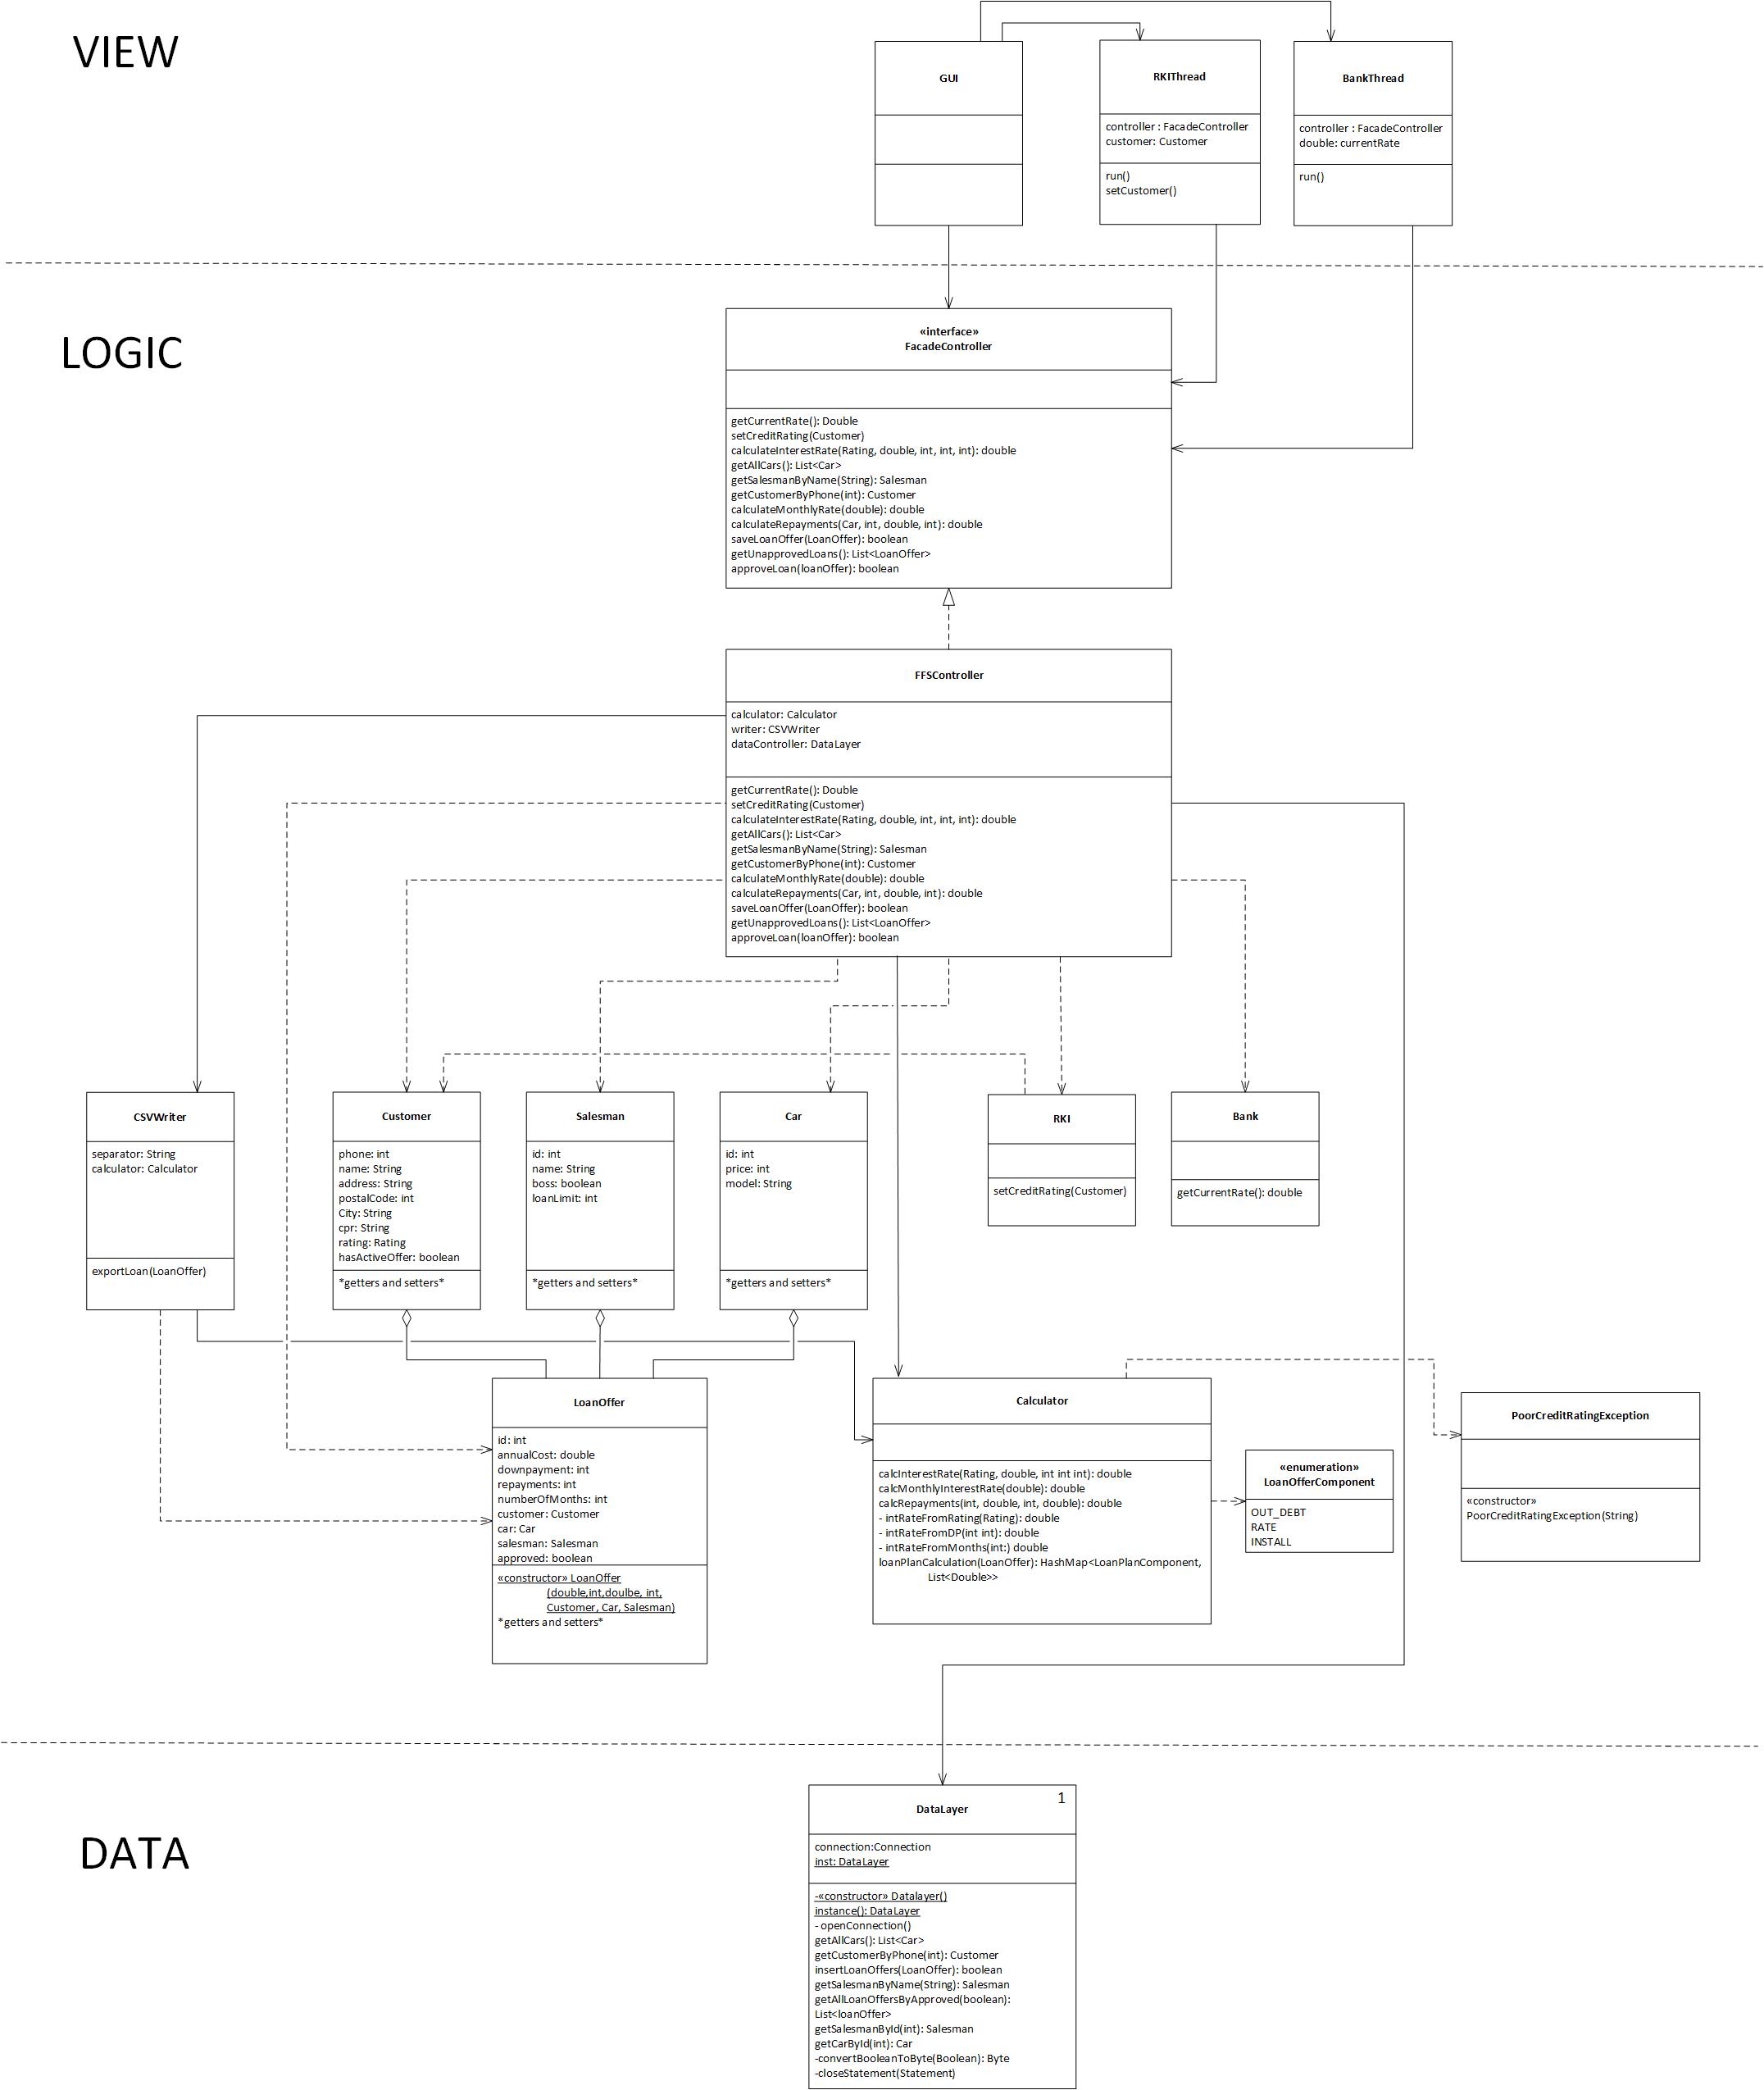 VIEW
GUI
RKIThread
controller : FacadeController
customer: Customer
run()
setCustomer()
BankThread
controller : FacadeController
double: currentRate
run()
LOGIC
«interface»
FacadeController
getCurrentRate(): Double
setCreditRating(Customer)
calculateInterestRate(Rating, double, int, int, int): double
getAllCars(): List<Car>
getSalesmanByName(String): Salesman
getCustomerByPhone(int): Customer
calculateMonthlyRate(double): double
calculateRepayments(Car, int, double, int): double
saveLoanOffer(LoanOffer): boolean
getUnapprovedLoans(): List<LoanOffer>
approveLoan(loanOffer): boolean
FFSController
calculator: Calculator
writer: CSVWriter
dataController: DataLayer
getCurrentRate(): Double
setCreditRating(Customer)
calculateInterestRate(Rating, double, int, int, int): double
getAllCars(): List<Car>
getSalesmanByName(String): Salesman
getCustomerByPhone(int): Customer
calculateMonthlyRate(double): double
calculateRepayments(Car, int, double, int): double
saveLoanOffer(LoanOffer): boolean
getUnapprovedLoans(): List<LoanOffer>
approveLoan(loanOffer): boolean
CSVWriter
separator: String
calculator: Calculator
exportLoan(LoanOffer)
Customer
phone: int
name: String
address: String
postalCode: int
City: String
cpr: String
rating: Rating
hasActiveOffer: boolean
*getters and setters*
Salesman
id: int
name: String
boss: boolean
loanLimit: int
*getters and setters*
Car
id: int
price: int
model: String
*getters and setters*
RKI
setCreditRating(Customer)
Bank
getCurrentRate(): double
LoanOffer
id: int
annualCost: double
downpayment: int
repayments: int
numberOfMonths: int
customer: Customer
car: Car
salesman: Salesman
approved: boolean
«constructor» LoanOffer
(double,int,doulbe, int,
Customer, Car, Salesman)
*getters and setters*
Calculator
calcInterestRate(Rating, double, int int int): double
calcMonthlyInterestRate(double): double
calcRepayments(int, double, int, double): double
- intRateFromRating(Rating): double
- intRateFromDP(int int): double
- intRateFromMonths(int:) double
loanPlanCalculation(LoanOffer): HashMap<LoanPlanComponent,
List<Double>>
«enumeration»
LoanOfferComponent
OUT_DEBT
RATE
INSTALL
PoorCreditRatingException
«constructor»
PoorCreditRatingException(String)
DATA
1
DataLayer
connection:Connection
inst: DataLayer
-«constructor» Datalayer()
instance(): DataLayer
- openConnection()
getAllCars(): List<Car>
getCustomerByPhone(int): Customer
insertLoanOffers(LoanOffer): boolean
getSalesmanByName(String): Salesman
getAllLoanOffersByApproved(boolean):
List<loanOffer>
getSalesmanById(int): Salesman
getCarById(int): Car
-convertBooleanToByte(Boolean): Byte
-closeStatement(Statement)